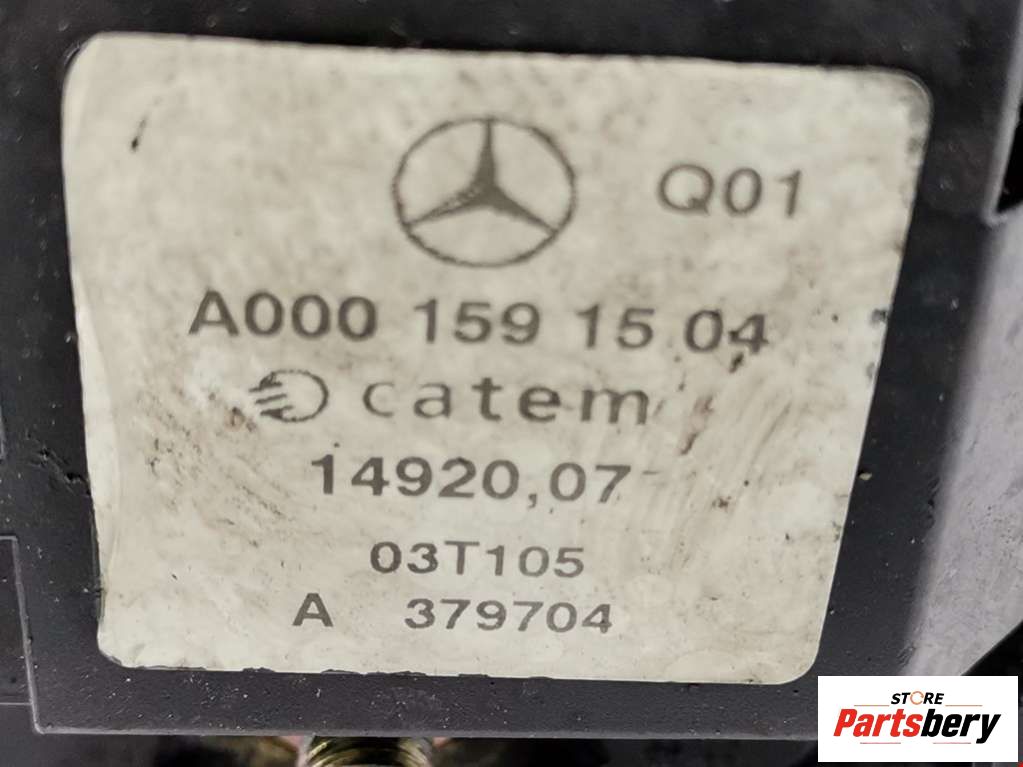 Q01
A000 159 15 04
catem
14920,07
03T105
A 379704
STORE
Partsbery